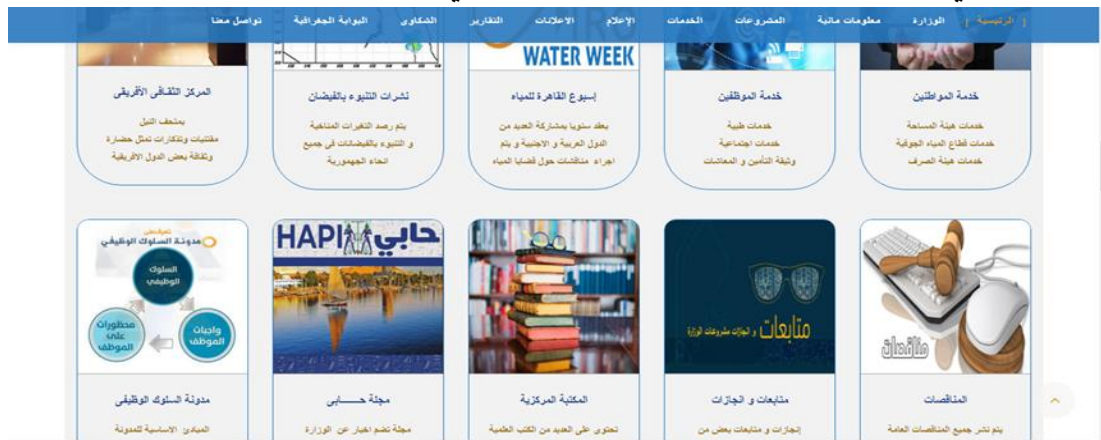 [ الرئيسية ] الوزارة معلومات مالية المشروعات الخدمات الإعلام الاعلانات التقارير الشكاوى البوابة الجغرافية تواصل معنا
WATER WEEK
خدمة المواطنين
خدمات هيئة المساحة
خدمات قطاع المياه الجوفية
خدمات هيئة الصرف
خدمة الموظفين
خدمات طبية
خدمات اجتماعية
وثيقة التأمين و المعاشات
إسبوع القاهرة للمياه
يعقد سنويا بمشاركة العديد من
الدول العربية و الاجنبية و يتم
اجراء مناقشات حول قضايا المياه
نشرات التنبوء بالفيضان
يتم رصد التغيرات المناخية
و التنبوء بالفيضانات فى جميع
انحاء الجمهورية
المركز الثقافى الأفريقى
بمتحف النيل
مقتنيات وتذكارات تمثل حضارة
وثقافة بعض الدول الافريقية
مناقصات
المناقصات
يتم نشر جميع المناقصات العامة
متابعات و انجازات مشروعات الوزارة
متابعات و انجازات
إنجازات و متابعات بعض من
المكتبة المركزية
تحتوى على العديد من الكتب العلمية
HAPI حابي
مجلة حـــــابى
مجلة تضم اخبار عن الوزارة
مدونة السلوك الوظيفي
السلوك
الوظيفي
واجبات
الموظف
محظورات
على
الموظف
مدونة السلوك الوظيفى
المبادئ الاساسية للمدونة